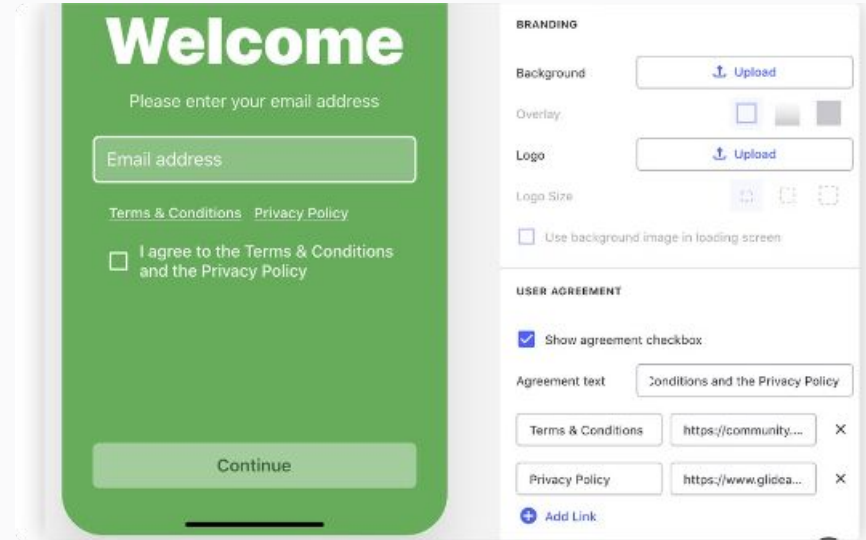 Welcome
Please enter your email address
Email address
Terms & Conditions Privacy Policy
I agree to the Terms & Conditions
and the Privacy Policy
Continue
BRANDING
Background Upload
Overlay
Logo Upload
Logo Size
Use background image in loading screen
USER AGREEMENT
Show agreement checkbox
Agreement text Conditions and the Privacy Policy
Terms & Conditions https://community....
Privacy Policy https://www.glidea...
Add Link